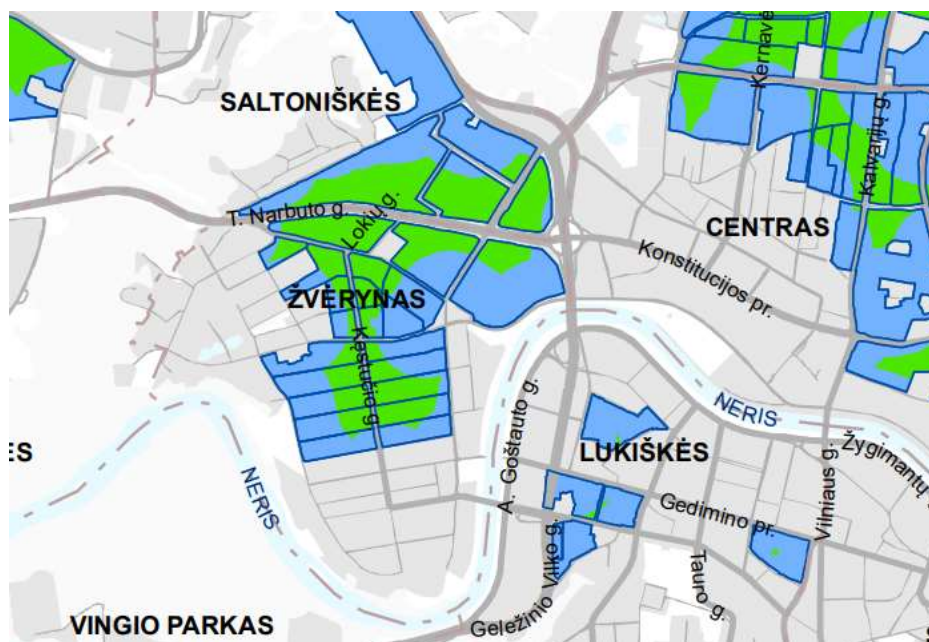 Kernavė
SALTONIŠKĖS
Kalvarijų g.
T. Narbuto g.
Lokių g.
CENTRAS
Konstitucijos pr.
ŽVĖRYNAS
Kęstučio g.
NERIS
A. Goštauto g.
LUKIŠKĖS
Žygimantų
ES
NERIS
Gedimino pr.
Vilniaus g.
Geležinio Vilko g.
Tauro g.
VINGIO PARKAS